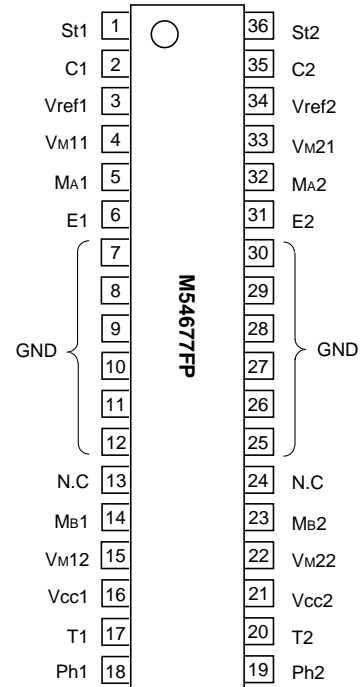 St1 1 36 St2
C1 2 35 C2
Vref1 3 34 Vref2
VM11 4 33 VM21
MA1 5 32 MA2
E1 6 31 E2
7 30
8 29
9 28
GND 10 27 GND
11 26
12 25
N.C 13 24 N.C
MB1 14 23 MB2
VM12 15 22 VM22
Vcc1 16 21 Vcc2
T1 17 20 T2
Ph1 18 19 Ph2
M54677FP